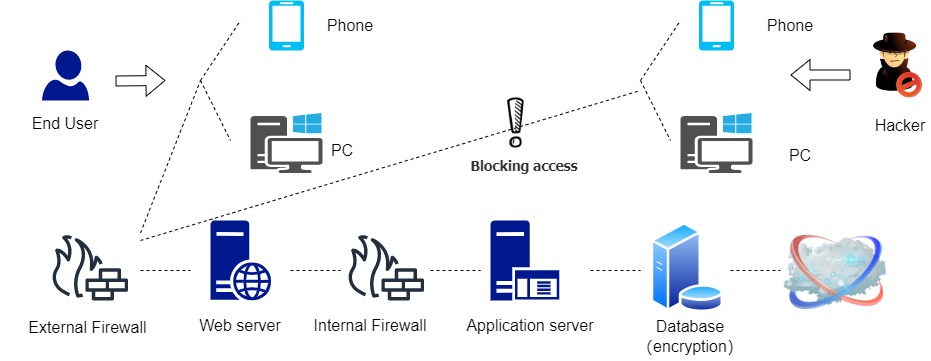 Phone
Phone
End User
Hacker
PC
PC
Blocking access
External Firewall
Web server
Internal Firewall
Application server
Database
(encryption)